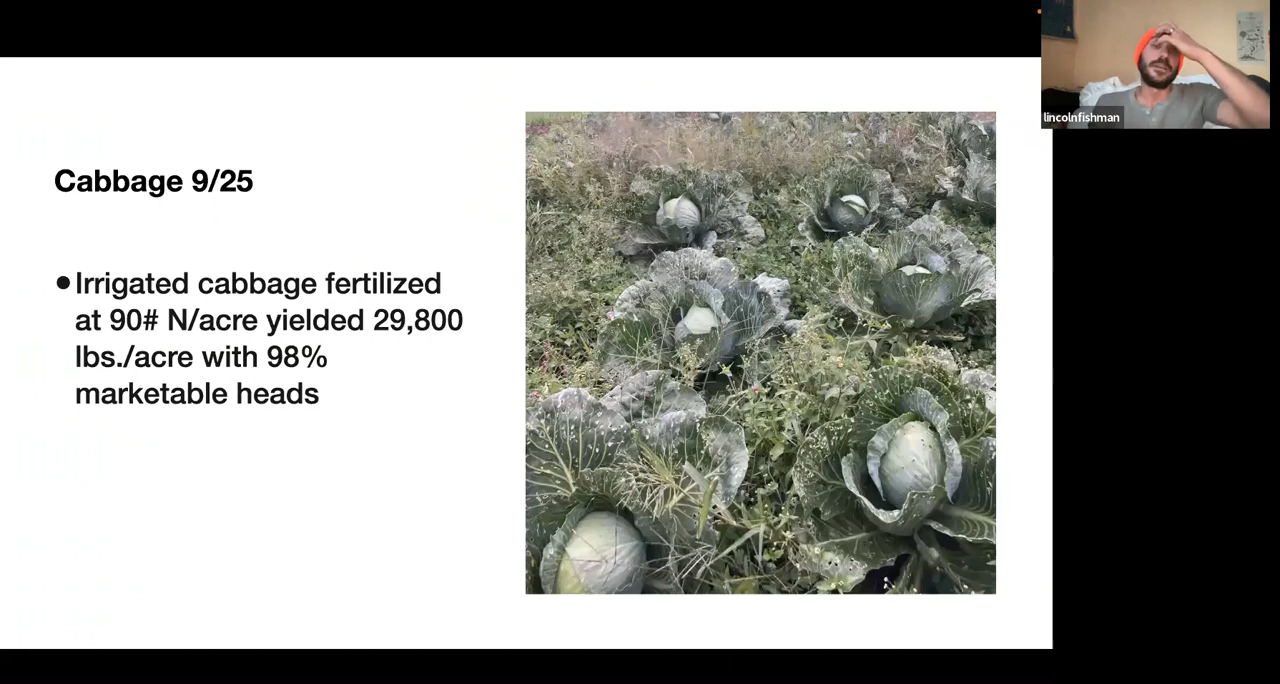 lincolnfishman
Cabbage 9/25
●Irrigated cabbage fertilized
at 90# N/acre yielded 29,800
lbs./acre with 98%
marketable heads